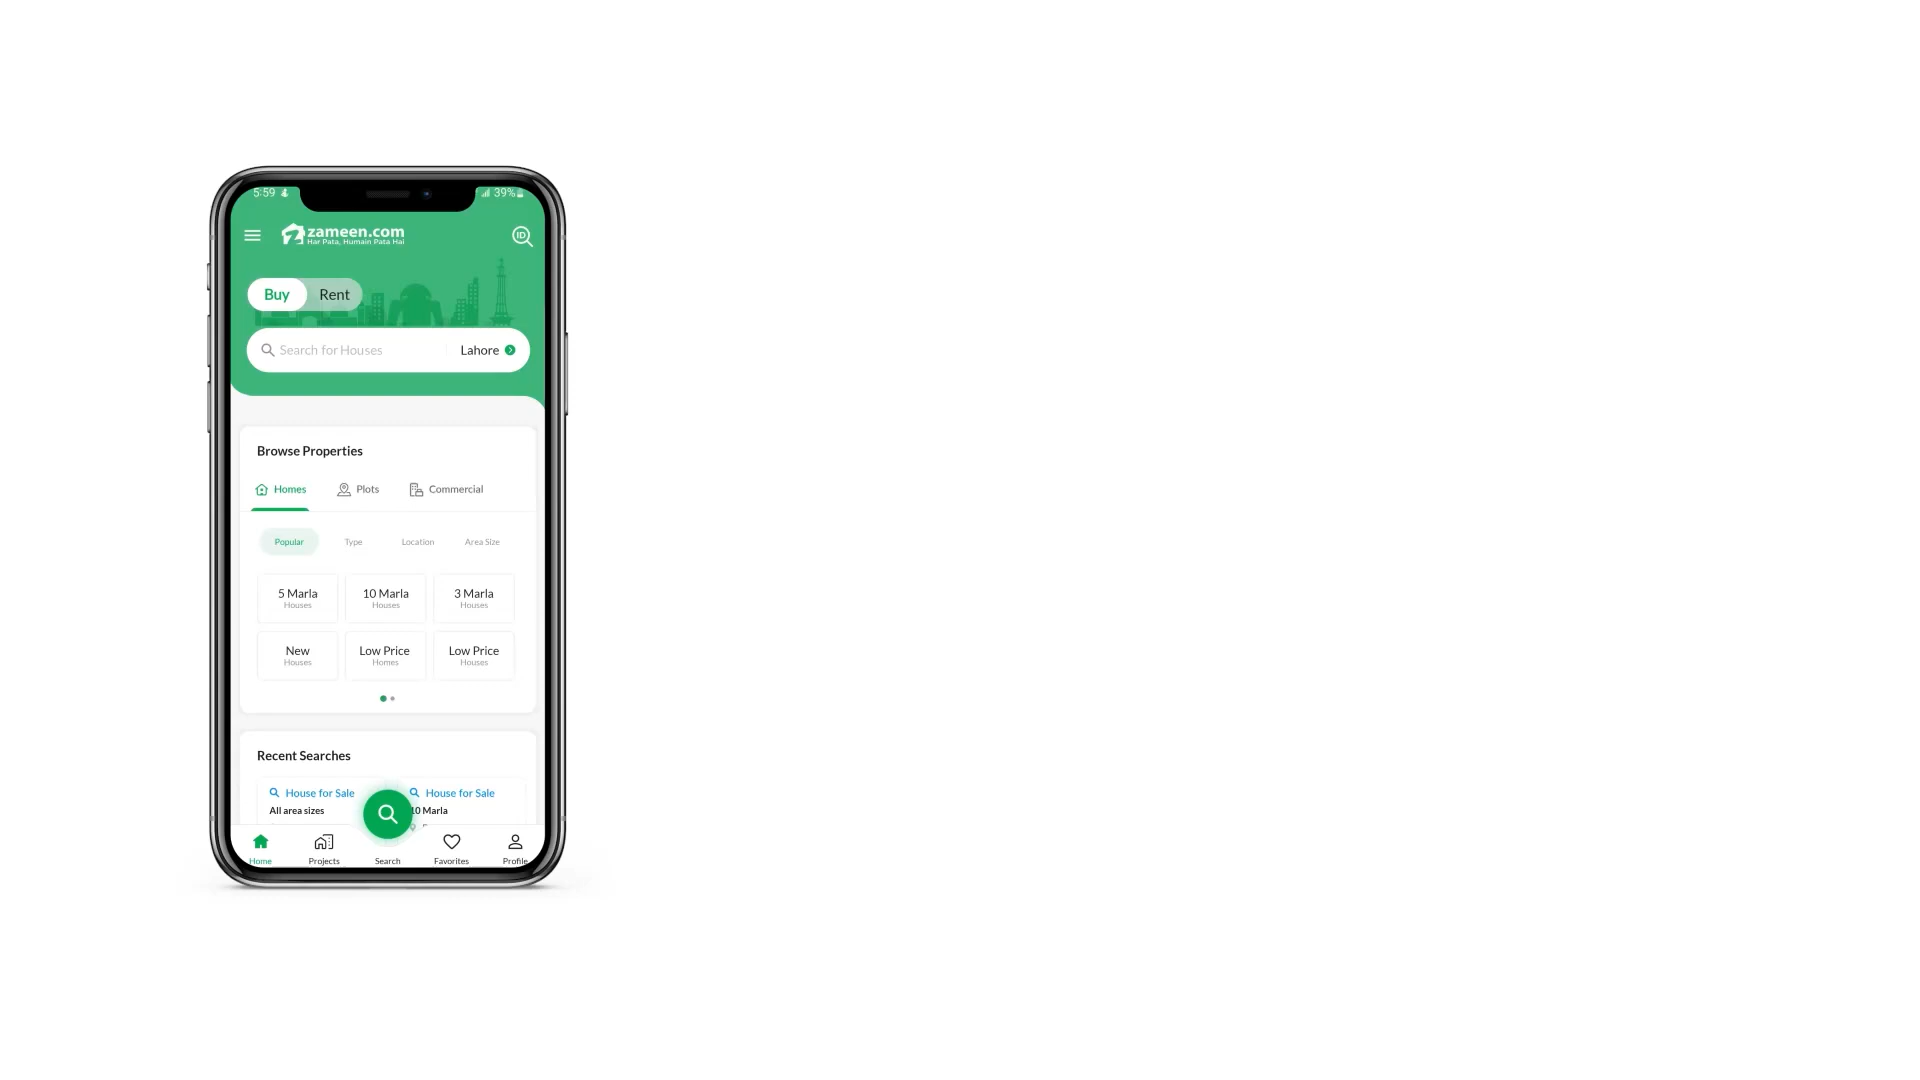 5:59
39%
zameen.com
Har Pata, Humain Pata Hai
ID
Buy
Rent
Search for Houses
Lahore
Browse Properties
Homes
Plots
Commercial
Popular
Type
Location
Area Size
5 Marla
Houses
10 Marla
Houses
3 Marla
Houses
New
Houses
Low Price
Homes
Low Price
Houses
Recent Searches
House for Sale
All area sizes
House for Sale
10 Marla
Home
Projects
Search
Favorites
Profile